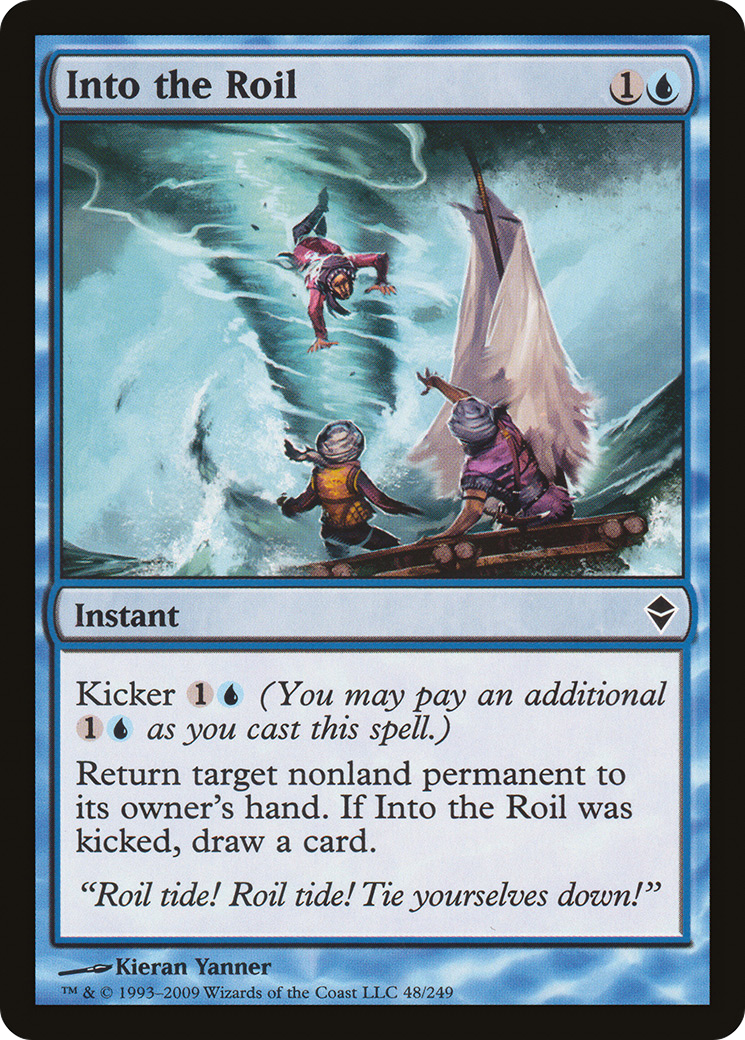 Into the Roil 1
Instant
Kicker 1 (You may pay an additional
1 as you cast this spell.)
Return target nonland permanent to
its owner's hand. If Into the Roil was
kicked, draw a card.
“Roil tide! Roil tide! Tie yourselves down!”
Kieran Yanner
™ & © 1993–2009 Wizards of the Coast LLC 48/249